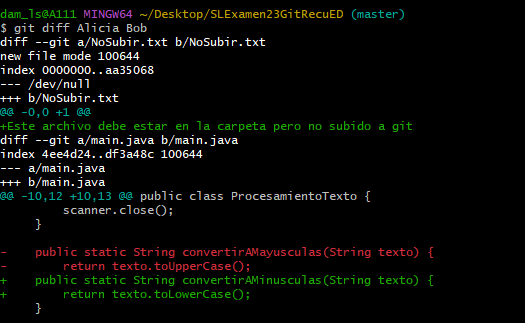 dam_ls@A111 MINGW64 ~/Desktop/SLExamen23GitRecuED (master)
$ git diff Alicia Bob
diff --git a/NoSubir.txt b/NoSubir.txt
new file mode 100644
index 0000000..aa35068
--- /dev/null
+++ b/NoSubir.txt
@@ -0,0 +1 @@
+Este archivo debe estar en la carpeta pero no subido a git
diff --git a/main.java b/main.java
index 4ee4d24..df3a48c 100644
--- a/main.java
+++ b/main.java
@@ -10,12 +10,13 @@ public class ProcesamientoTexto {
         scanner.close();
     }

-    public static String convertirAMayusculas(String texto) {
-        return texto.toUpperCase();
+    public static String convertirAMinusculas(String texto) {
+        return texto.toLowerCase();
     }